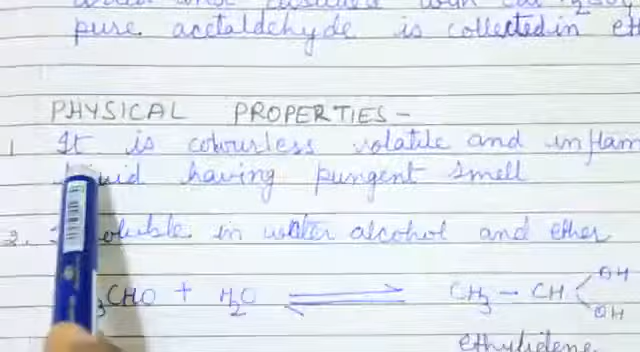 pure acetaldehyde is collected in
PHYSICAL PROPERTIES -
1. It is colourless volatile and
having pungent smell
2. in water alcohol and ether
CHO + H2O ⇌ CH3 - CH < OH OH
ethylidene